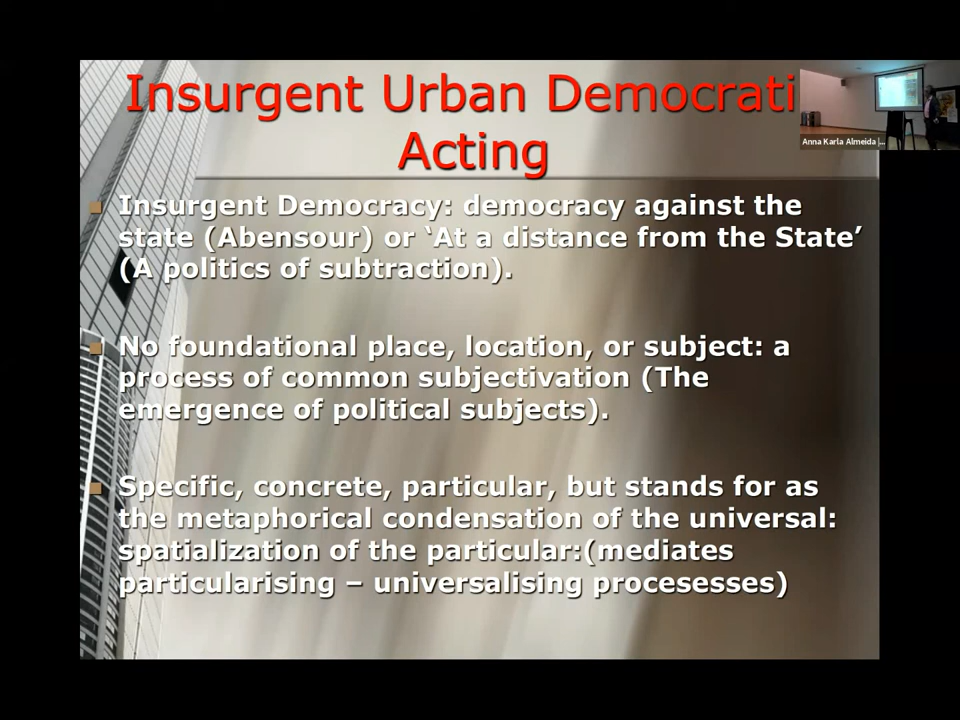 Insurgent Urban Democrati
Acting
Anna Karla Almeida |...
Insurgent Democracy: democracy against the
state (Abensour) or ‘At a distance from the State’
(A politics of subtraction).
No foundational place, location, or subject: a
process of common subjectivation (The
emergence of political subjects).
Specific, concrete, particular, but stands for as
the metaphorical condensation of the universal:
spatialization of the particular:(mediates
particularising – universalising procesesses)